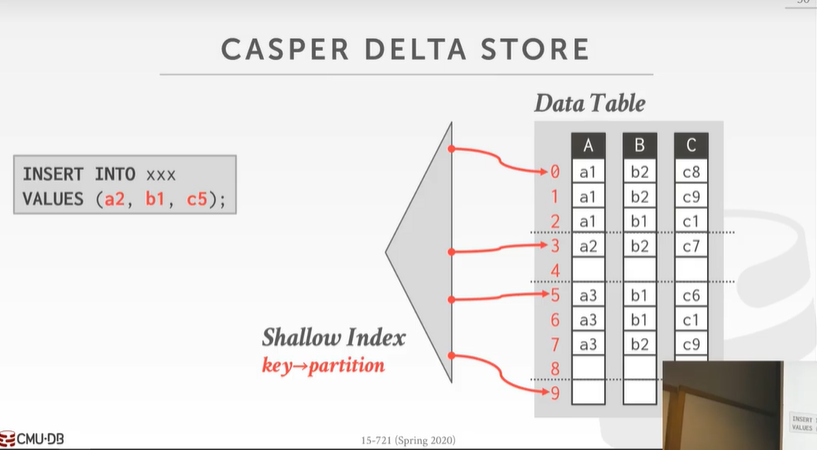 CASPER DELTA STORE
Data Table
INSERT INTO xxx
VALUES (a2, b1, c5);
A B C
0 a1 b2 c8
1 a1 b2 c9
2 a1 b1 c1
3 a2 b2 c7
4
5 a3 b1 c6
6 a3 b1 c1
7 a3 b2 c9
8
9
Shallow Index
key→partition
CMU·DB
15-721 (Spring 2020)
INSERT
VALUES